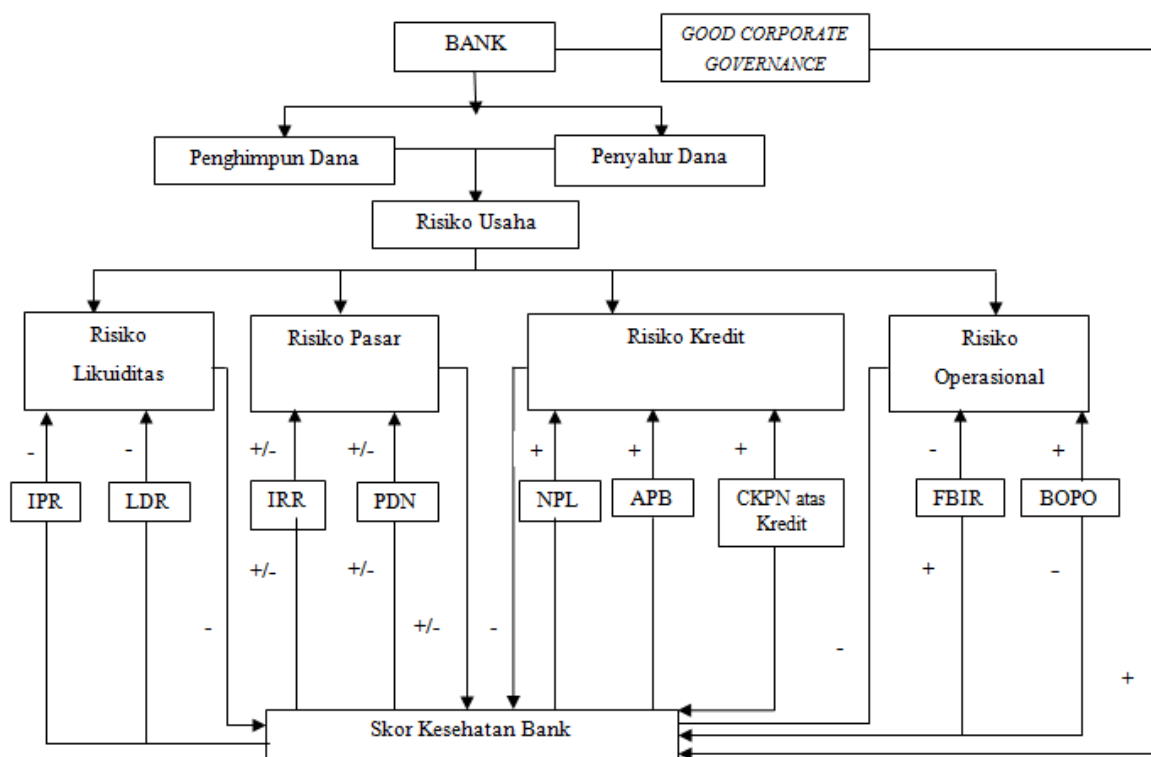 BANK
GOOD CORPORATE
GOVERNANCE
Penghimpun Dana
Penyalur Dana
Risiko Usaha
Risiko
Likuiditas
Risiko Pasar
Risiko Kredit
Risiko
Operasional
-
-
+/-
+/-
+
+
+
-
+
IPR
LDR
IRR
PDN
NPL
APB
CKPN atas
Kredit
FBIR
BOPO
+/-
+/-
+
-
-
+/-
-
-
+
Skor Kesehatan Bank